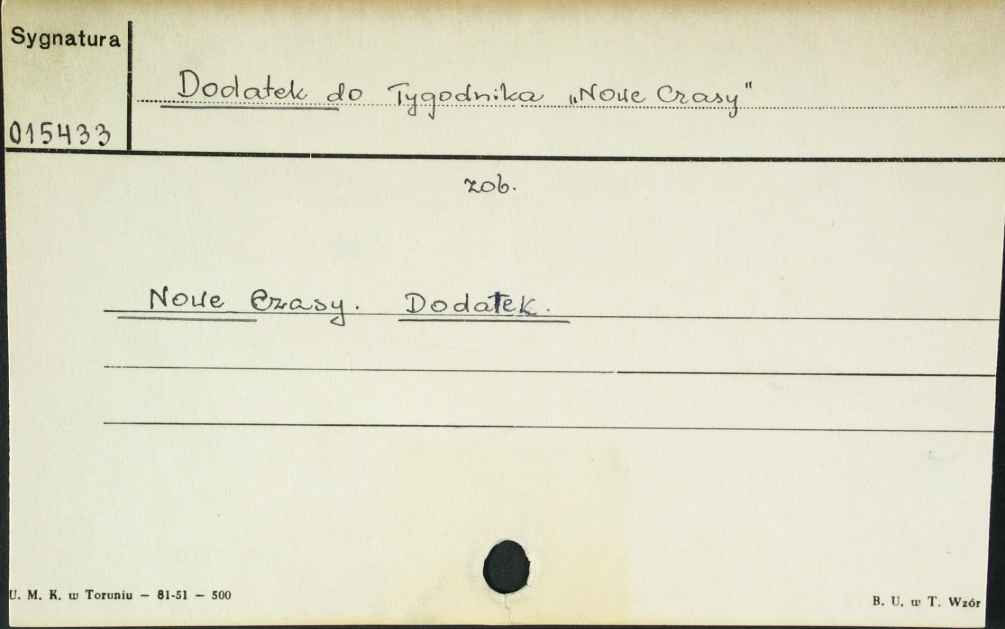 Sygnatura
Dodatek do Tygodnika „Nowe Czasy"
015433
zob.
Nowe Czasy. Dodatek.
U. M. K. w Toruniu — 81-51 — 500
B. U. w T. Wzór